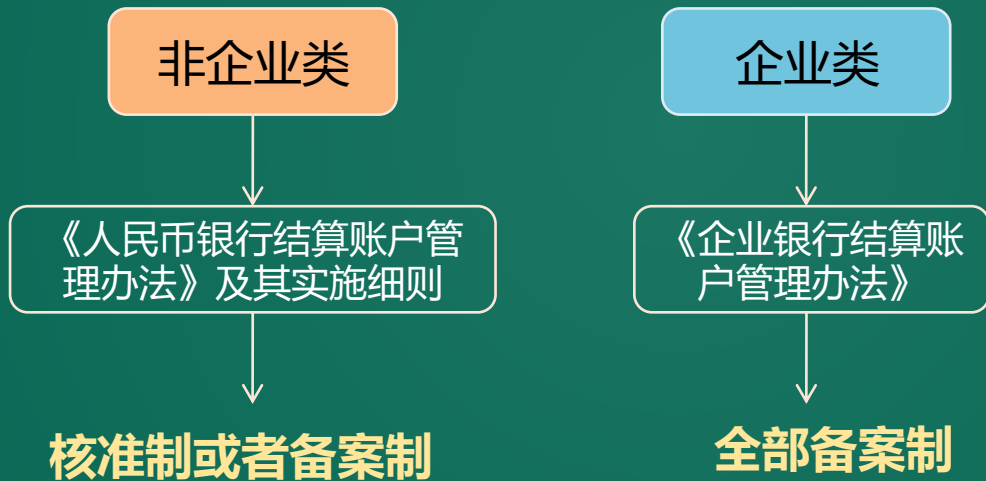 非企业类
企业类
《人民币银行结算账户管
理办法》及其实施细则
《企业银行结算账
户管理办法》
核准制或者备案制
全部备案制